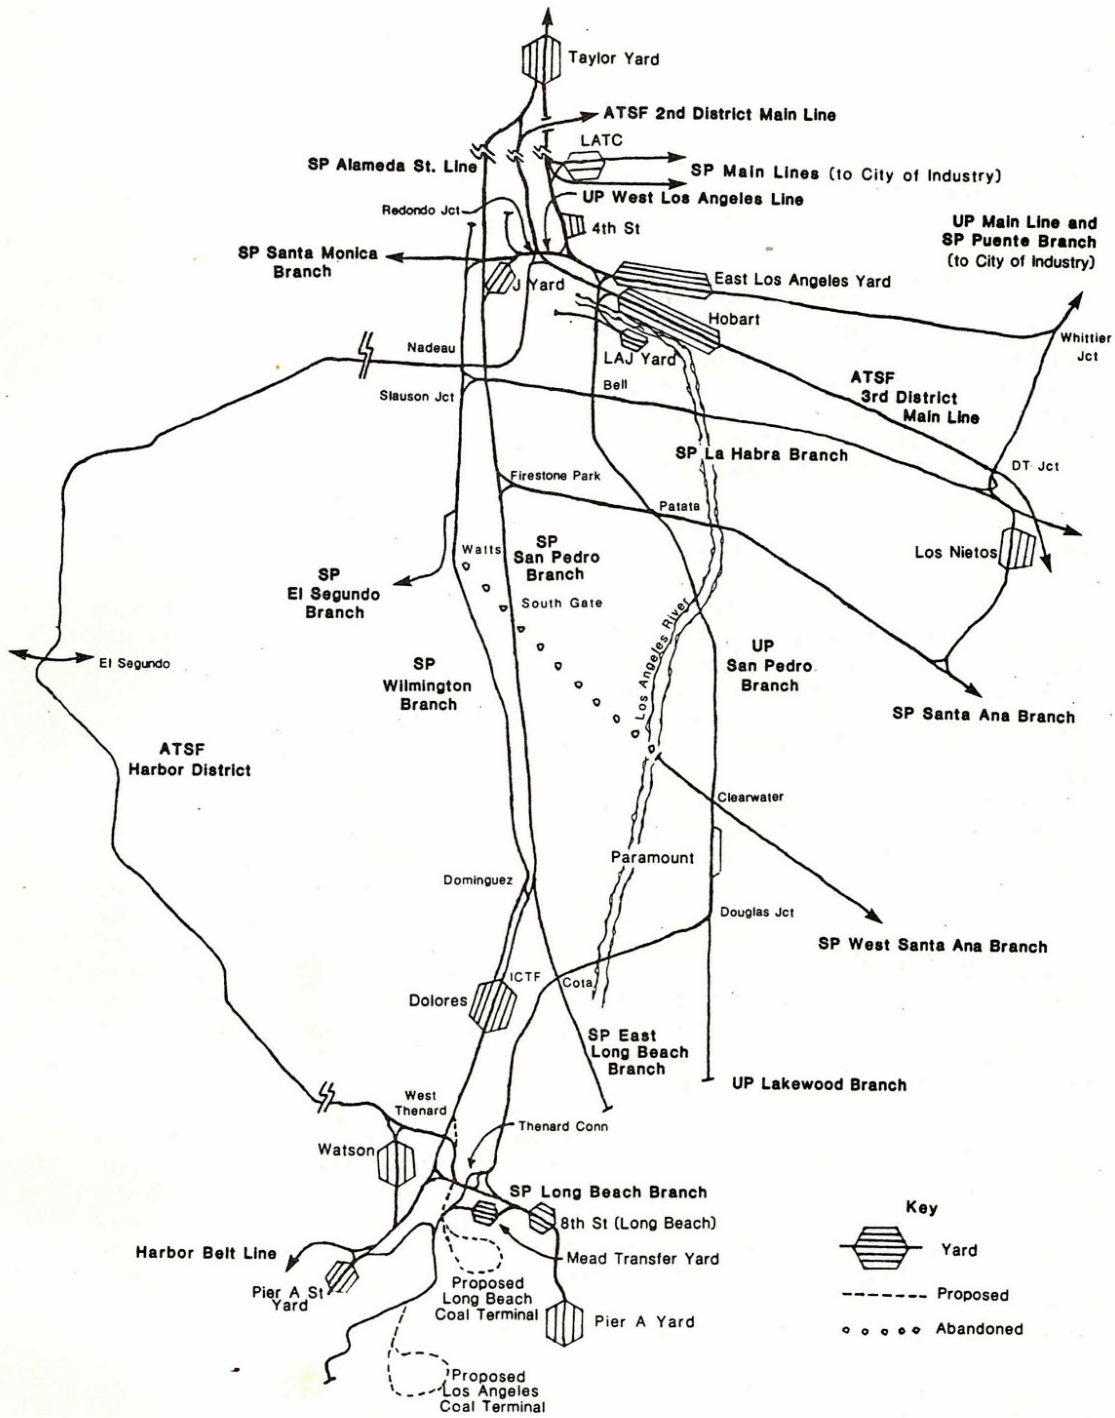 Taylor Yard
ATSF 2nd District Main Line
LATC
SP Alameda St. Line
SP Main Lines (to City of Industry)
UP West Los Angeles Line
Redondo Jct
4th St
UP Main Line and
SP Puente Branch
(to City of Industry)
SP Santa Monica
Branch
J Yard
East Los Angeles Yard
Hobart
Nadeau
LAJ Yard
Whittier
Jct
Slauson Jct
Bell
ATSF
3rd District
Main Line
SP La Habra Branch
DT Jct
Firestone Park
Patata
Los Nietos
Watts
SP
San Pedro
Branch
SP
El Segundo
Branch
South Gate
Los Angeles River
El Segundo
SP
Wilmington
Branch
UP
San Pedro
Branch
SP Santa Ana Branch
ATSF
Harbor District
Clearwater
Paramount
Dominguez
Douglas Jct
SP West Santa Ana Branch
ICTF
Cota
Dolores
SP East
Long Beach
Branch
UP Lakewood Branch
West
Thenard
Thenard Conn
Watson
SP Long Beach Branch
8th St (Long Beach)
Harbor Belt Line
Mead Transfer Yard
Pier A St
Yard
Proposed
Long Beach
Coal Terminal
Pier A Yard
Proposed
Los Angeles
Coal Terminal
Key
Yard
Proposed
Abandoned